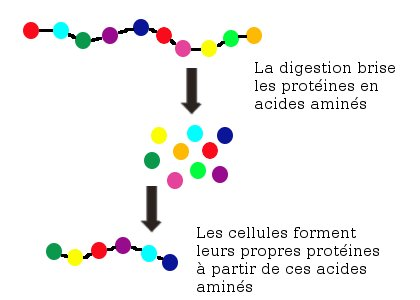 La digestion brise
les protéines en
acides aminés
Les cellules forment
leurs propres protéines
à partir de ces acides
aminés